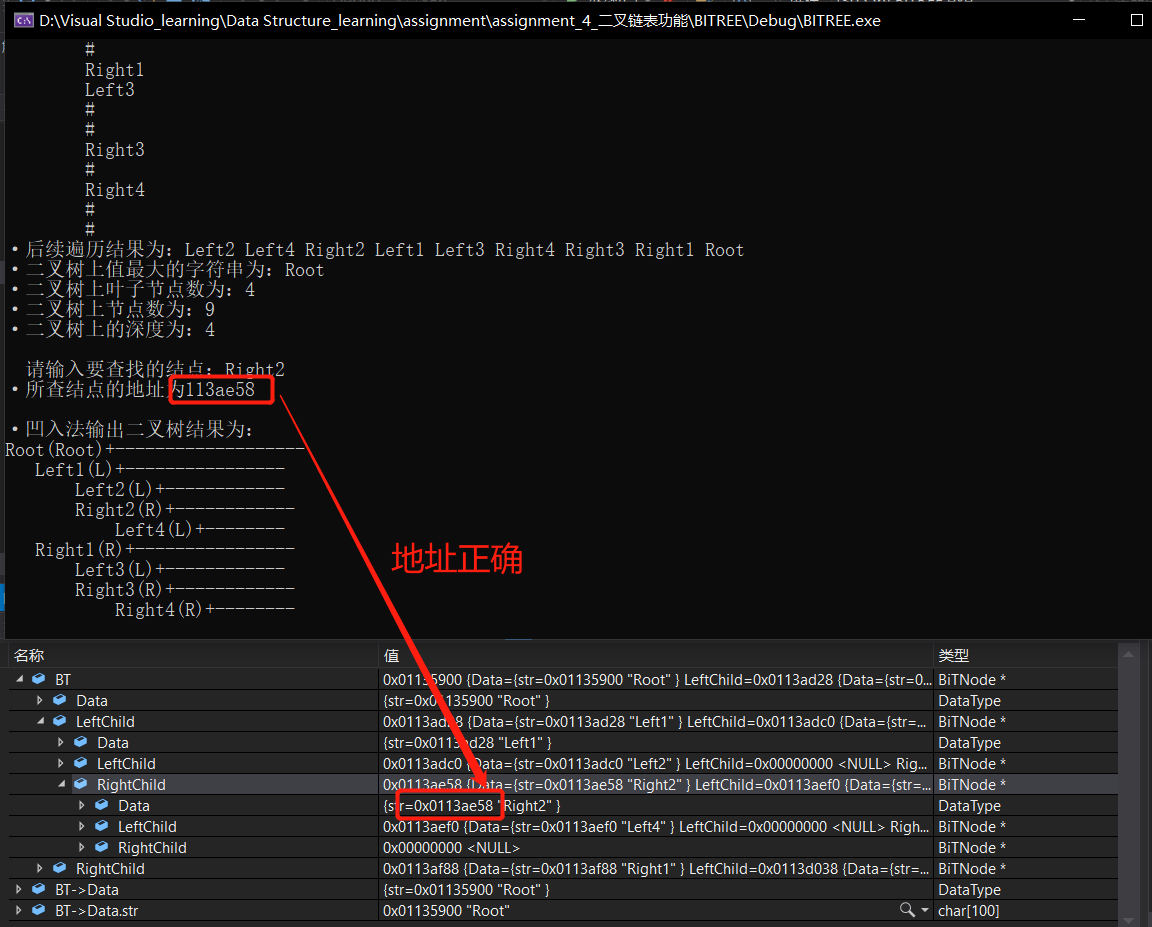 D:\Visual Studio_learning\Data Structure_learning\assignment\assignment_4_二叉链表功能\BITREE\Debug\BITREE.exe
#
Right1
Left3
#
#
Right3
#
Right4
#
#
·后续遍历结果为：Left2 Left4 Right2 Left1 Left3 Right4 Right3 Right1 Root
·二叉树上值最大的字符串为：Root
·二叉树上叶子节点数为：4
·二叉树上节点数为：9
·二叉树上的深度为：4
请输入要查找的结点：Right2
·所查结点的地址为113ae58
·凹入法输出二叉树结果为：
Root(Root)+-------------------
Left1(L)+----------------
Left2(L)+------------
Right2(R)+------------
Left4(L)+--------
地址正确
Right1(R)+----------------
Left3(L)+------------
Right3(R)+------------
Right4(R)+--------
名称 值 类型
BT 0x01135900 {Data={str=0x01135900 "Root" } LeftChild=0x0113ad28 {Data={str=0... BiTNode *
Data {str=0x01135900 "Root" } DataType
LeftChild 0x0113ad28 {Data={str=0x0113ad28 "Left1" } LeftChild=0x0113adc0 {Data={str=... BiTNode *
Data {str=0x0113ad28 "Left1" } DataType
LeftChild 0x0113adc0 {Data={str=0x0113adc0 "Left2" } LeftChild=0x00000000 <NULL> Rig... BiTNode *
RightChild 0x0113ae58 {Data={str=0x0113ae58 "Right2" } LeftChild=0x0113aef0 {Data={str=... BiTNode *
Data {str=0x0113ae58 "Right2" } DataType
LeftChild 0x0113aef0 {Data={str=0x0113aef0 "Left4" } LeftChild=0x00000000 <NULL> Righ... BiTNode *
RightChild 0x00000000 <NULL> BiTNode *
RightChild 0x0113af88 {Data={str=0x0113af88 "Right1" } LeftChild=0x0113d038 {Data={str=... BiTNode *
BT->Data {str=0x01135900 "Root" } DataType
BT->Data.str 0x01135900 "Root" char[100]